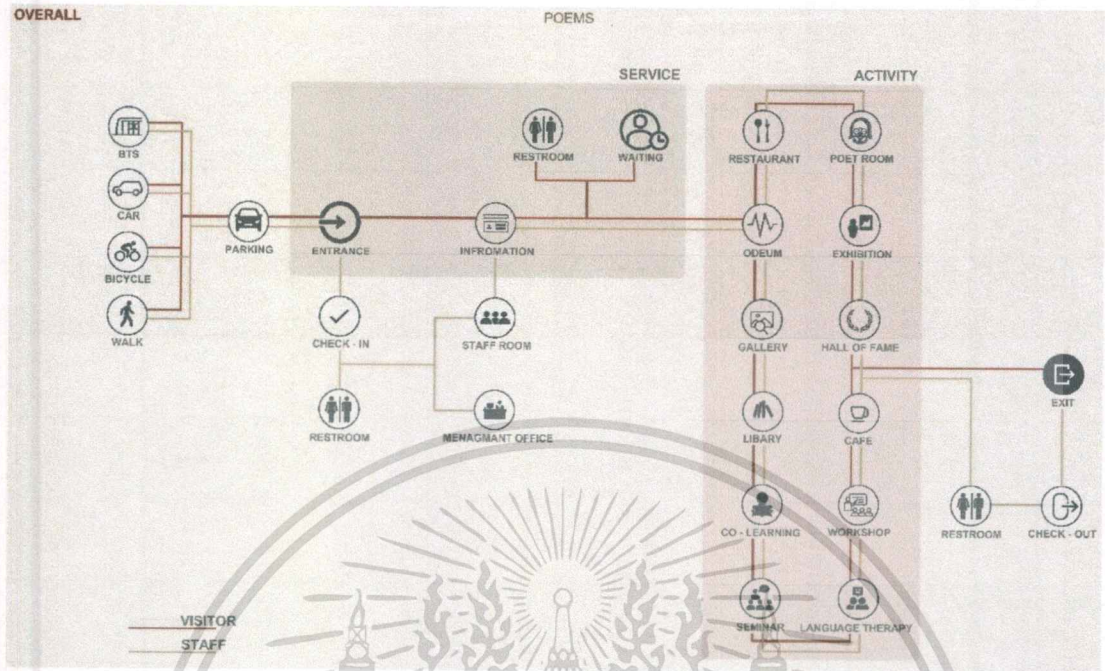 OVERALL
POEMS
SERVICE
ACTIVITY
BTS
CAR
BICYCLE
WALK
PARKING
ENTRANCE
INFROMATION
RESTROOM
WAITING
CHECK - IN
STAFF ROOM
RESTROOM
MENAGMANT OFFICE
RESTAURANT
POET ROOM
ODEUM
EXHIBITION
GALLERY
HALL OF FAME
LIBARY
CAFE
CO - LEARNING
WORKSHOP
SEMINAR
LANGUAGE THERAPY
EXIT
RESTROOM
CHECK - OUT
VISITOR
STAFF